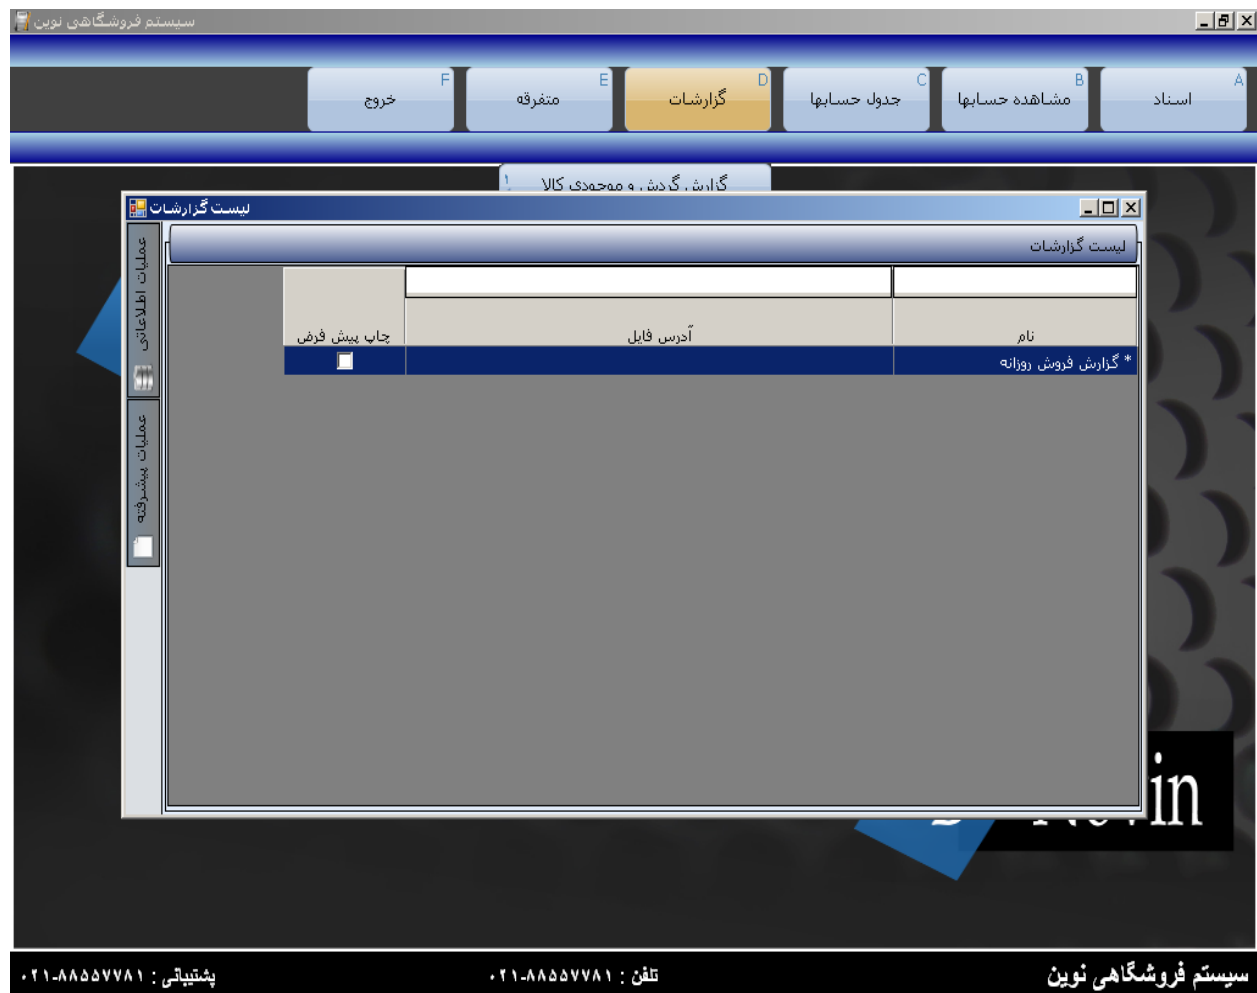 سیستم فروشگاهی نوین
A
اسناد
B
مشاهده حسابها
C
جدول حسابها
D
گزارشات
E
متفرقه
F
خروج
گزارش گردش و موجودی کالا ۱
لیست گزارشات
لیست گزارشات
نام
آدرس فایل
چاپ پیش فرض
* گزارش فروش روزانه
عملیات اطلاعاتی
عملیات پیشرفته
سیستم فروشگاهی نوین
تلفن : ۰۲۱-۸۸۵۵۷۷۸۱
پشتیبانی : ۰۲۱-۸۸۵۵۷۷۸۱